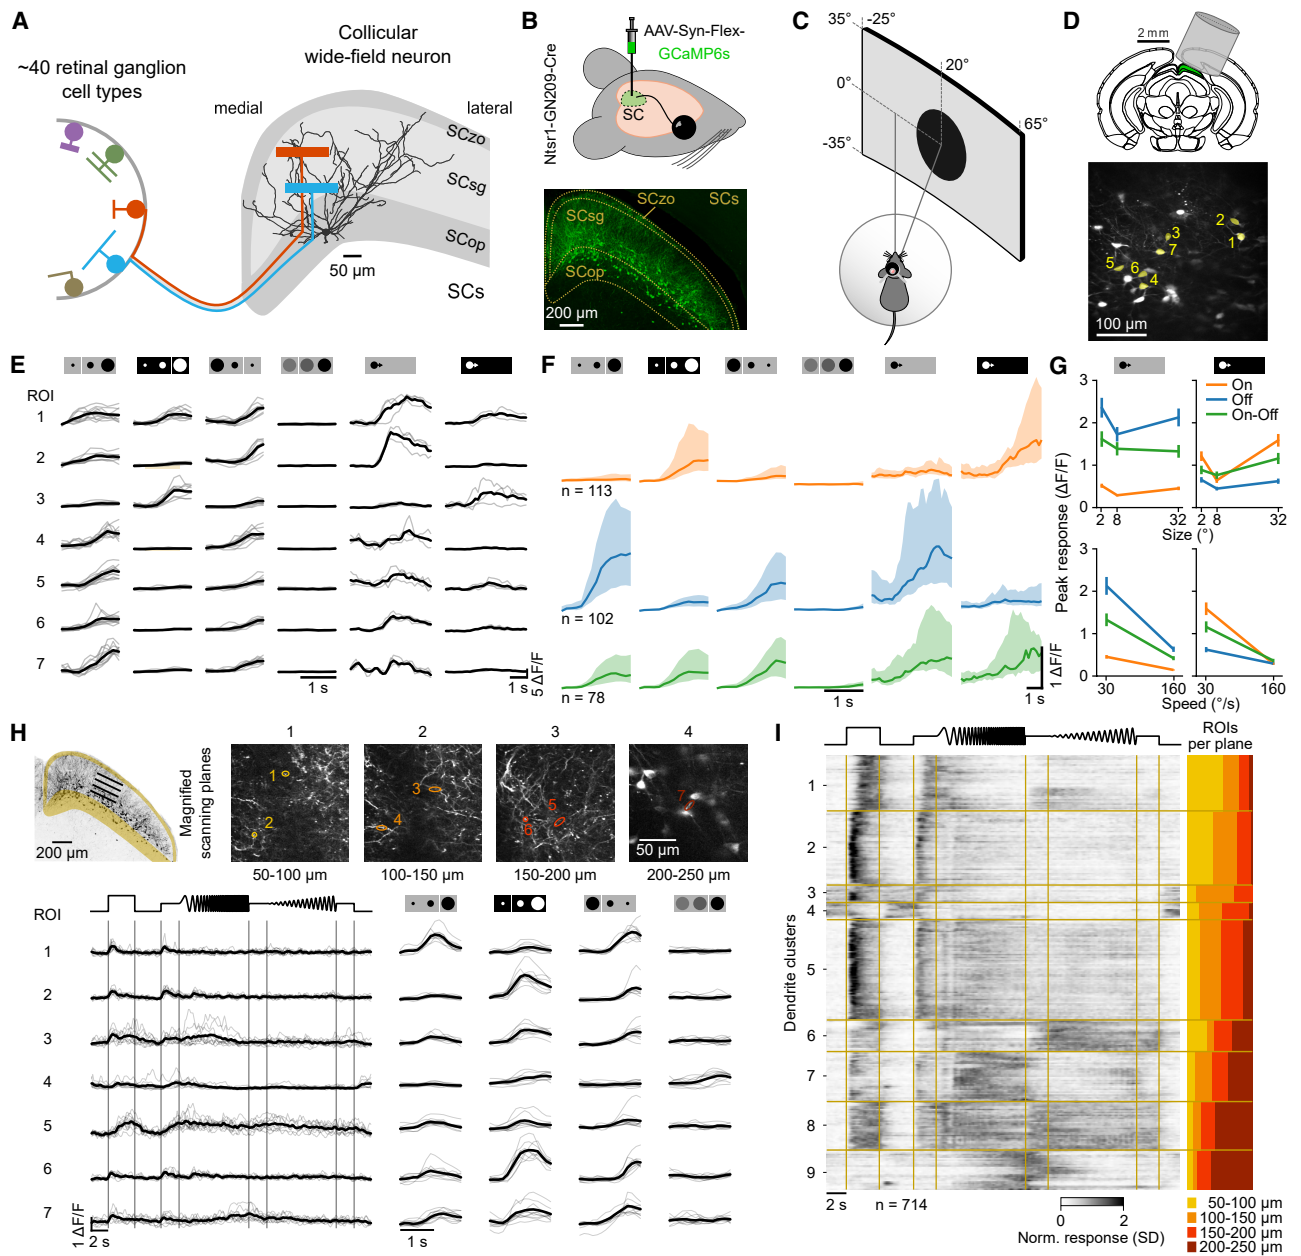 A
~40 retinal ganglion
cell types
Collicular
wide-field neuron
medial
lateral
SCzo
SCsg
SCop
50 µm
SCs
B
Ntsr1-GN209-Cre
AAV-Syn-Flex-
GCaMP6s
SC
SCzo
SCs
SCsg
SCop
200 µm
C
35°
-25°
20°
0°
-35°
65°
D
2 mm
2
3
1
7
5
6
4
100 µm
E
ROI
1
2
3
4
5
6
7
1 s
1 s
5 ΔF/F
F
n = 113
n = 102
n = 78
1 s
1 s
1 ΔF/F
G
On
Off
On-Off
3
2
1
0
2 8 32
2 8 32
Size (°)
Peak response (ΔF/F)
3
2
1
0
30 160
30 160
Speed (°/s)
H
200 µm
Magnified
scanning planes
1
2
3
4
1
2
3
4
5
6
7
50 µm
50-100 µm
100-150 µm
150-200 µm
200-250 µm
ROI
1
2
3
4
5
6
7
1 ΔF/F
2 s
1 s
I
ROIs
per plane
Dendrite clusters
1
2
3
4
5
6
7
8
9
2 s
n = 714
0 2
Norm. response (SD)
50-100 µm
100-150 µm
150-200 µm
200-250 µm